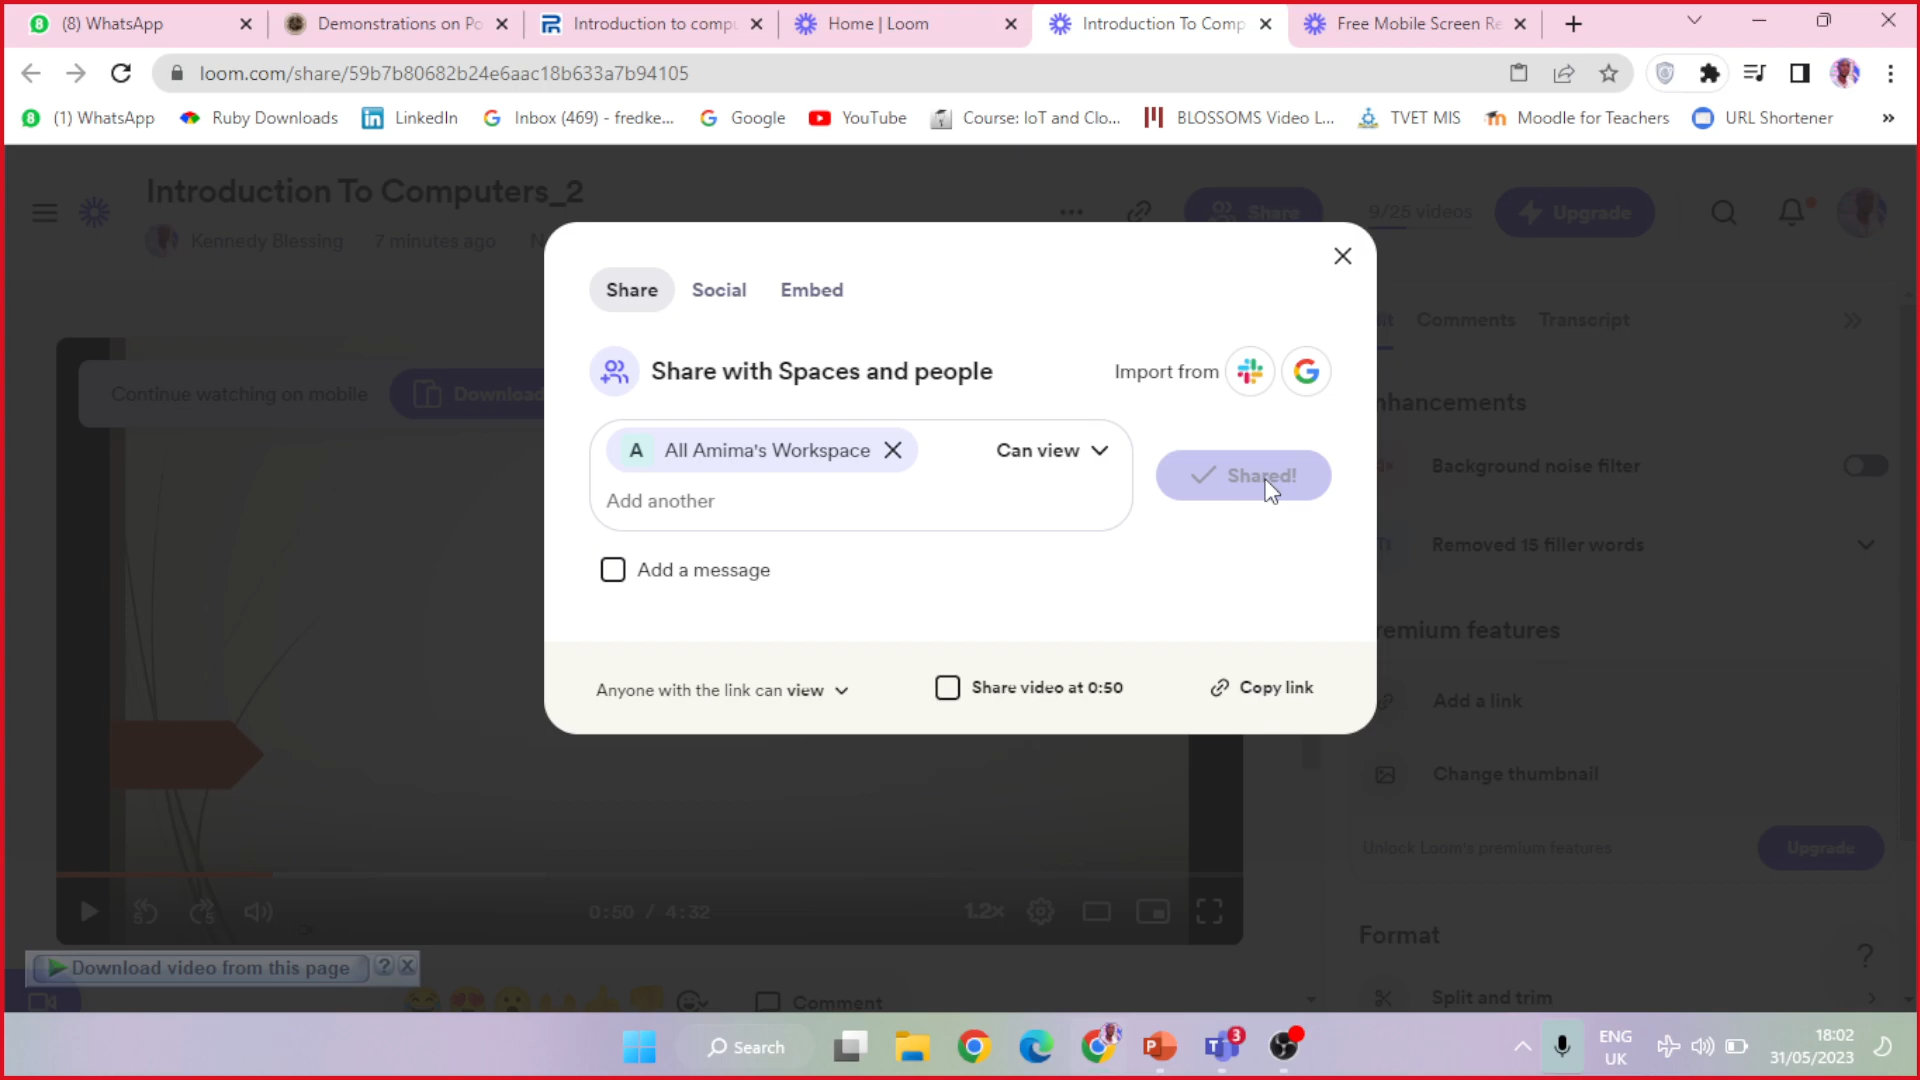 (8) WhatsApp
Demonstrations on Po
Introduction to compu
Home | Loom
Introduction To Comp
Free Mobile Screen Re
loom.com/share/59b7b80682b24e6aac18b633a7b94105
(1) WhatsApp
Ruby Downloads
LinkedIn
Inbox (469) - fredke...
Google
YouTube
Course: IoT and Clo...
BLOSSOMS Video L...
TVET MIS
Moodle for Teachers
URL Shortener
Introduction To Computers_2
Kennedy Blessing
7 minutes ago
Share
9/25 videos
Upgrade
Share
Social
Embed
Comments
Transcript
Share with Spaces and people
Import from
Continue watching on mobile
Download
nhancements
A All Amima's Workspace
Can view
Shared!
Add another
Background noise filter
Removed 15 filler words
Add a message
remium features
Anyone with the link can view
Share video at 0:50
Copy link
Add a link
Change thumbnail
Unlock Loom's premium features
Upgrade
0:50 / 4:32
1.2x
Format
Download video from this page
Comment
Split and trim
Search
3
ENG
UK
18:02
31/05/2023